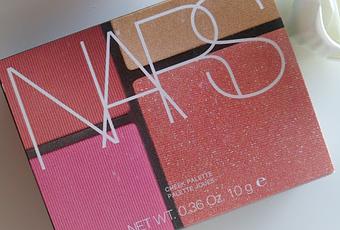 NARS
CHEEK PALETTE
PALETTE JOUES
NET WT. 0.36 Oz. 10 g e